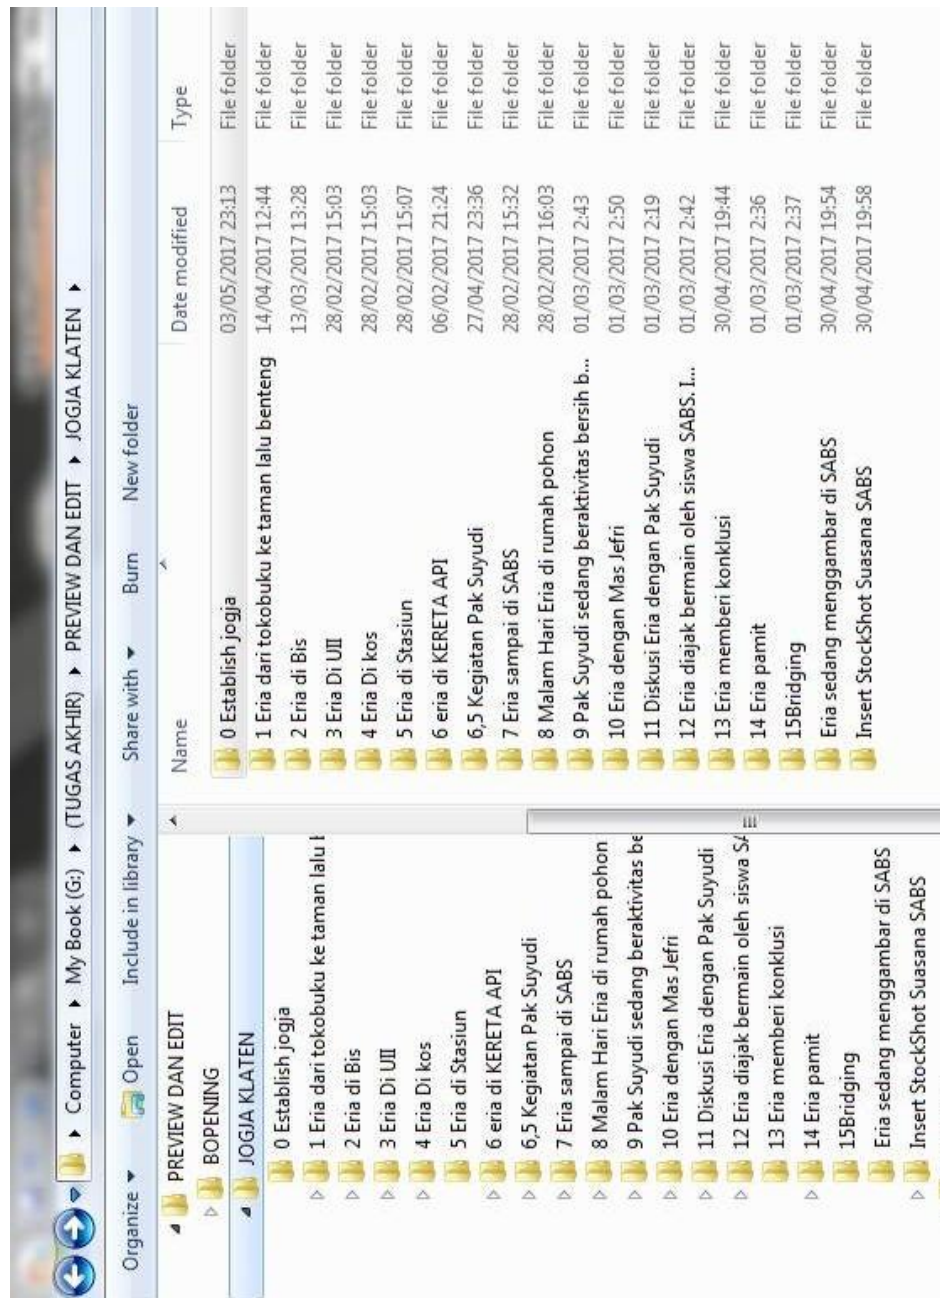 Computer ▸ My Book (G:) ▸ (TUGAS AKHIR) ▸ PREVIEW DAN EDIT ▸ JOGJA KLATEN ▸
Organize Open Include in library Share with Burn New folder
PREVIEW DAN EDIT
BOPENING
JOGJA KLATEN
0 Establish jogja
1 Eria dari tokobuku ke taman lalu
2 Eria di Bis
3 Eria Di UII
4 Eria Di kos
5 Eria di Stasiun
6 eria di KERETA API
6,5 Kegiatan Pak Suyudi
7 Eria sampai di SABS
8 Malam Hari Eria di rumah pohon
9 Pak Suyudi sedang beraktivitas be
10 Eria dengan Mas Jefri
11 Diskusi Eria dengan Pak Suyudi
12 Eria diajak bermain oleh siswa SA
13 Eria memberi konklusi
14 Eria pamit
15Bridging
Eria sedang menggambar di SABS
Insert StockShot Suasana SABS
Name Date modified Type
0 Establish jogja 03/05/2017 23:13 File folder
1 Eria dari tokobuku ke taman lalu benteng 14/04/2017 12:44 File folder
2 Eria di Bis 13/03/2017 13:28 File folder
3 Eria Di UII 28/02/2017 15:03 File folder
4 Eria Di kos 28/02/2017 15:03 File folder
5 Eria di Stasiun 28/02/2017 15:07 File folder
6 eria di KERETA API 06/02/2017 21:24 File folder
6,5 Kegiatan Pak Suyudi 27/04/2017 23:36 File folder
7 Eria sampai di SABS 28/02/2017 15:32 File folder
8 Malam Hari Eria di rumah pohon 28/02/2017 16:03 File folder
9 Pak Suyudi sedang beraktivitas bersih b... 01/03/2017 2:43 File folder
10 Eria dengan Mas Jefri 01/03/2017 2:50 File folder
11 Diskusi Eria dengan Pak Suyudi 01/03/2017 2:19 File folder
12 Eria diajak bermain oleh siswa SABS. I... 01/03/2017 2:42 File folder
13 Eria memberi konklusi 30/04/2017 19:44 File folder
14 Eria pamit 01/03/2017 2:36 File folder
15Bridging 01/03/2017 2:37 File folder
Eria sedang menggambar di SABS 30/04/2017 19:54 File folder
Insert StockShot Suasana SABS 30/04/2017 19:58 File folder